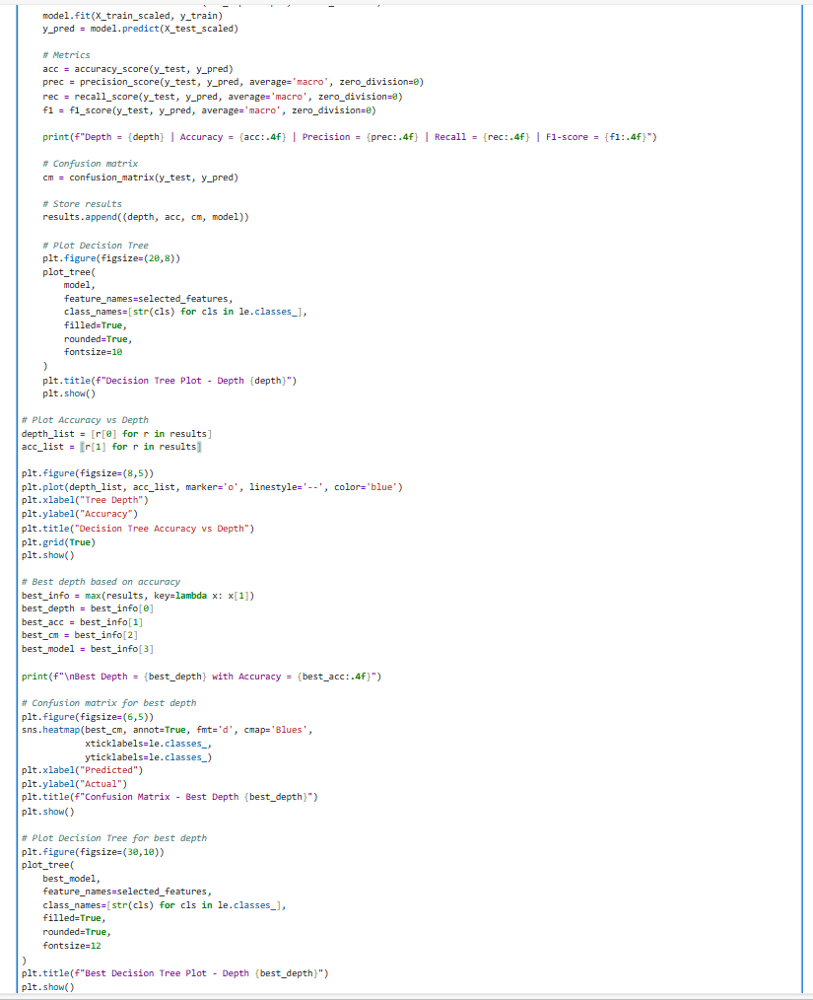 model.fit(X_train_scaled, y_train)
    y_pred = model.predict(X_test_scaled)

    # Metrics
    acc = accuracy_score(y_test, y_pred)
    prec = precision_score(y_test, y_pred, average='macro', zero_division=0)
    rec = recall_score(y_test, y_pred, average='macro', zero_division=0)
    f1 = f1_score(y_test, y_pred, average='macro', zero_division=0)

    print(f"Depth = {depth} | Accuracy = {acc:.4f} | Precision = {prec:.4f} | Recall = {rec:.4f} | F1-score = {f1:.4f}")

    # Confusion matrix
    cm = confusion_matrix(y_test, y_pred)

    # Store results
    results.append((depth, acc, cm, model))

    # Plot Decision Tree
    plt.figure(figsize=(20,8))
    plot_tree(
        model,
        feature_names=selected_features,
        class_names=[str(cls) for cls in le.classes_],
        filled=True,
        rounded=True,
        fontsize=10
    )
    plt.title(f"Decision Tree Plot - Depth {depth}")
    plt.show()

# Plot Accuracy vs Depth
depth_list = [r[0] for r in results]
acc_list = [r[1] for r in results]

plt.figure(figsize=(8,5))
plt.plot(depth_list, acc_list, marker='o', linestyle='--', color='blue')
plt.xlabel("Tree Depth")
plt.ylabel("Accuracy")
plt.title("Decision Tree Accuracy vs Depth")
plt.grid(True)
plt.show()

# Best depth based on accuracy
best_info = max(results, key=lambda x: x[1])
best_depth = best_info[0]
best_acc = best_info[1]
best_cm = best_info[2]
best_model = best_info[3]

print(f"\nBest Depth = {best_depth} with Accuracy = {best_acc:.4f}")

# Confusion matrix for best depth
plt.figure(figsize=(6,5))
sns.heatmap(best_cm, annot=True, fmt='d', cmap='Blues',
            xticklabels=le.classes_,
            yticklabels=le.classes_)
plt.xlabel("Predicted")
plt.ylabel("Actual")
plt.title(f"Confusion Matrix - Best Depth {best_depth}")
plt.show()

# Plot Decision Tree for best depth
plt.figure(figsize=(30,10))
plot_tree(
    best_model,
    feature_names=selected_features,
    class_names=[str(cls) for cls in le.classes_],
    filled=True,
    rounded=True,
    fontsize=12
)
plt.title(f"Best Decision Tree Plot - Depth {best_depth}")
plt.show()